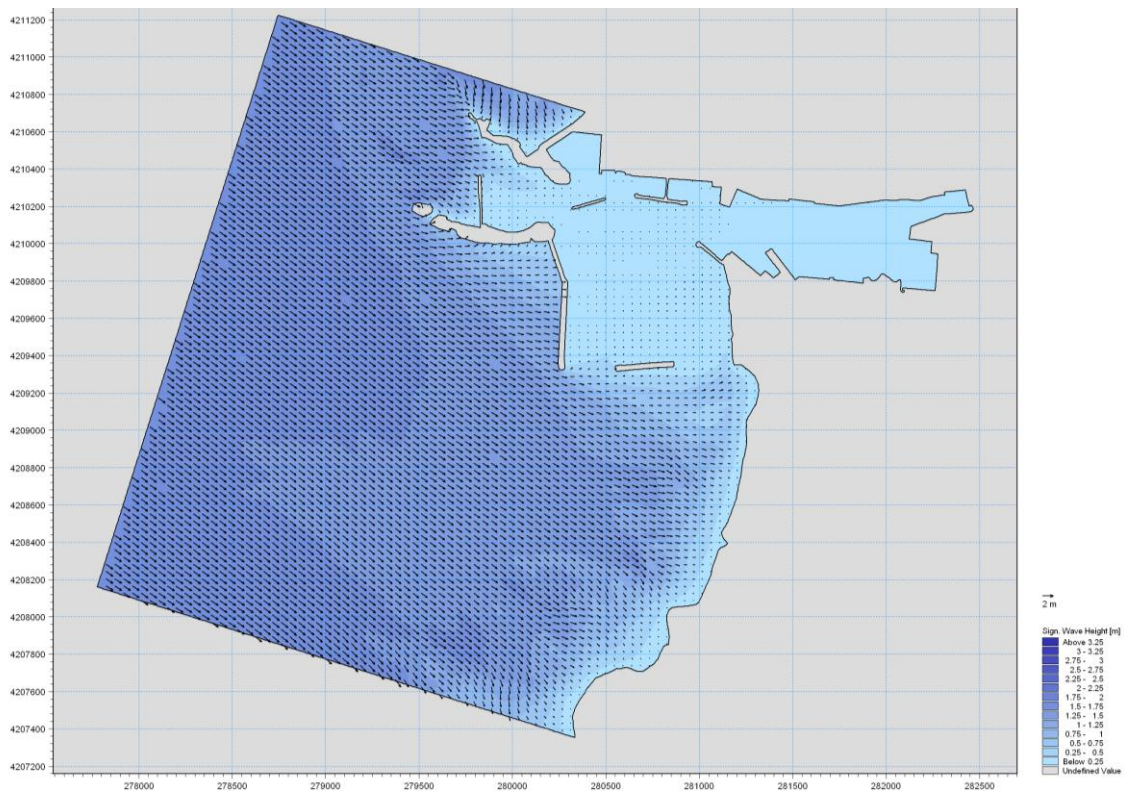 4211200
4211000
4210800
4210600
4210400
4210200
4210000
4209800
4209600
4209400
4209200
4209000
4208800
4208600
4208400
4208200
4208000
4207800
4207600
4207400
4207200
278000 278500 279000 279500 280000 280500 281000 281500 282000 282500
2 m
Sign. Wave Height [m]
Above 3.25
3 - 3.25
2.75 - 3
2.5 - 2.75
2.25 - 2.5
2 - 2.25
1.75 - 2
1.5 - 1.75
1.25 - 1.5
1 - 1.25
0.75 - 1
0.5 - 0.75
0.25 - 0.5
Below 0.25
Undefined Value